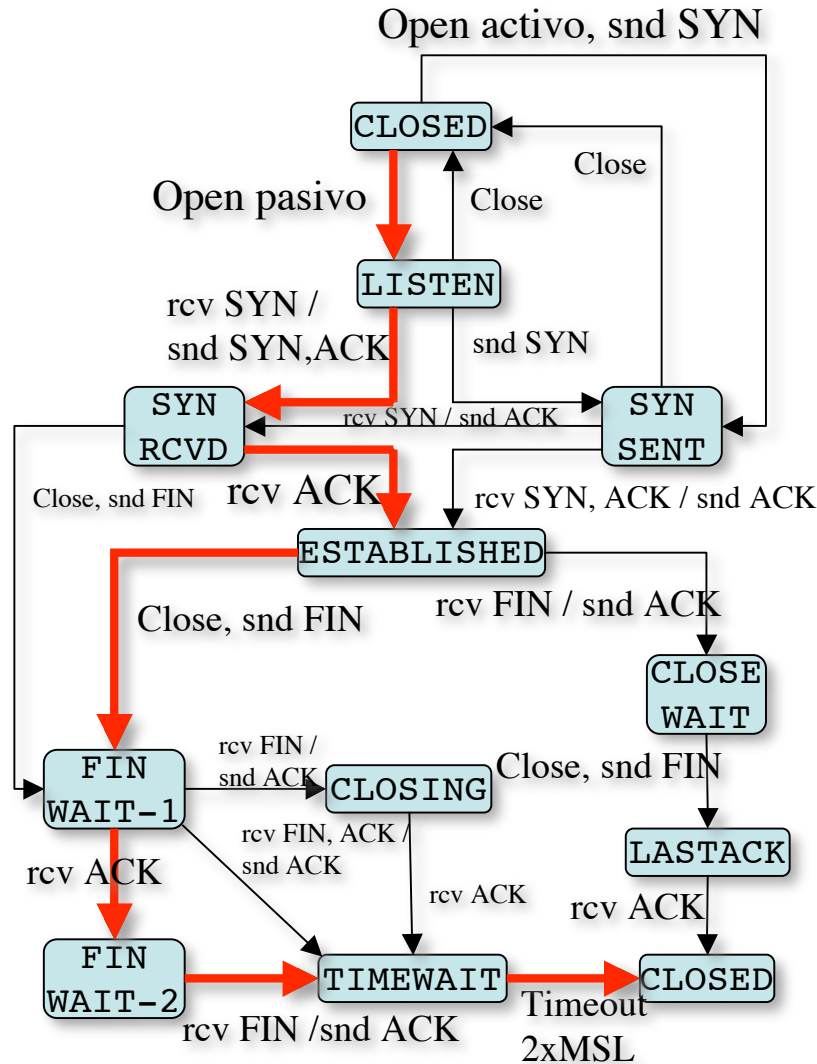 Open activo, snd SYN
CLOSED
Close
Close
Open pasivo
LISTEN
rcv SYN /
snd SYN,ACK
snd SYN
SYN
RCVD
rcv SYN / snd ACK
SYN
SENT
Close, snd FIN
rcv ACK
rcv SYN, ACK / snd ACK
ESTABLISHED
Close, snd FIN
rcv FIN / snd ACK
CLOSE
WAIT
FIN
WAIT-1
rcv FIN /
snd ACK
CLOSING
Close, snd FIN
rcv FIN, ACK /
snd ACK
LASTACK
rcv ACK
rcv ACK
rcv ACK
FIN
WAIT-2
TIMEWAIT
CLOSED
rcv FIN /snd ACK
Timeout
2xMSL